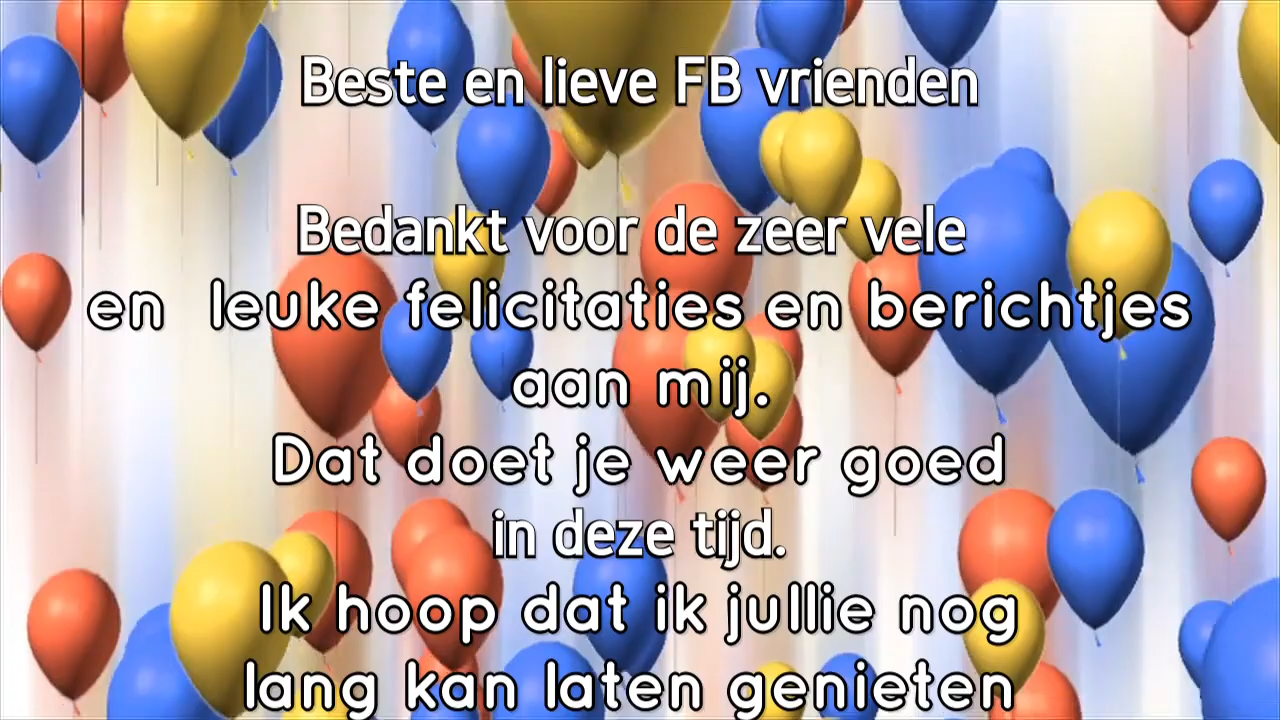 Beste en lieve FB vrienden
Bedankt voor de zeer vele
en leuke felicitaties en berichtjes
aan mij.
Dat doet je weer goed
in deze tijd.
Ik hoop dat ik jullie nog
lang kan laten genieten